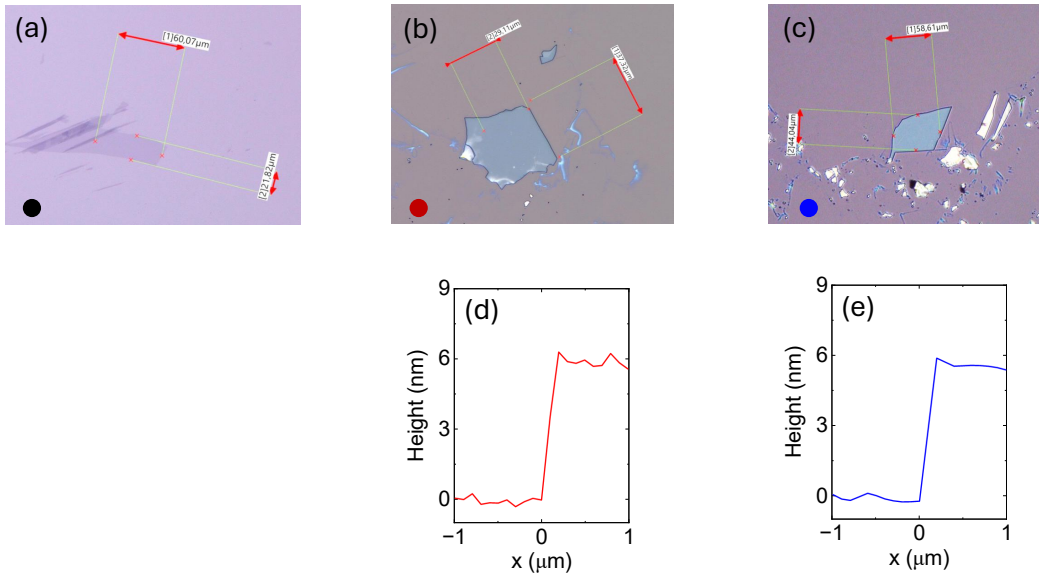 (a)
[1]60,07µm
[2]21,82µm
(b)
[2]29,11µm
[1]17,32µm
(c)
[1]58,61µm
[2]44,04µm
(d)
9
6
3
0
Height (nm)
−1 0 1
x (μm)
(e)
9
6
3
0
Height (nm)
−1 0 1
x (μm)